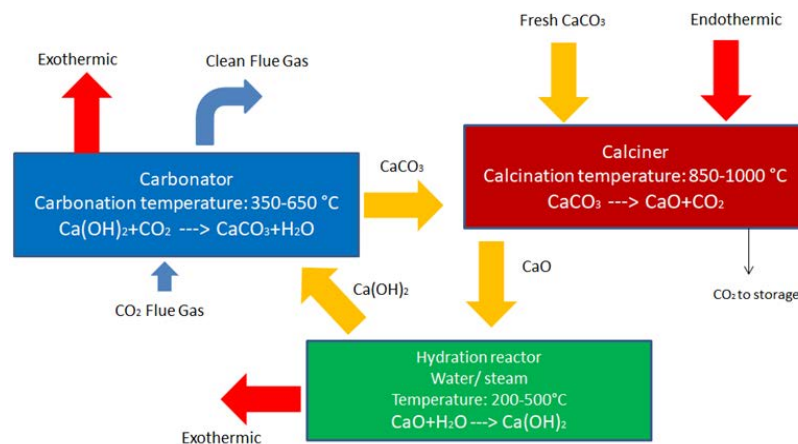 Fresh CaCO₃
Endothermic
Exothermic
Clean Flue Gas
Carbonator
Carbonation temperature: 350-650 °C
Ca(OH)₂+CO₂ ---> CaCO₃+H₂O
CaCO₃
Calciner
Calcination temperature: 850-1000 °C
CaCO₃ ---> CaO+CO₂
CO₂ Flue Gas
Ca(OH)₂
CaO
CO₂ to storage
Hydration reactor
Water/ steam
Temperature: 200-500°C
CaO+H₂O ---> Ca(OH)₂
Exothermic